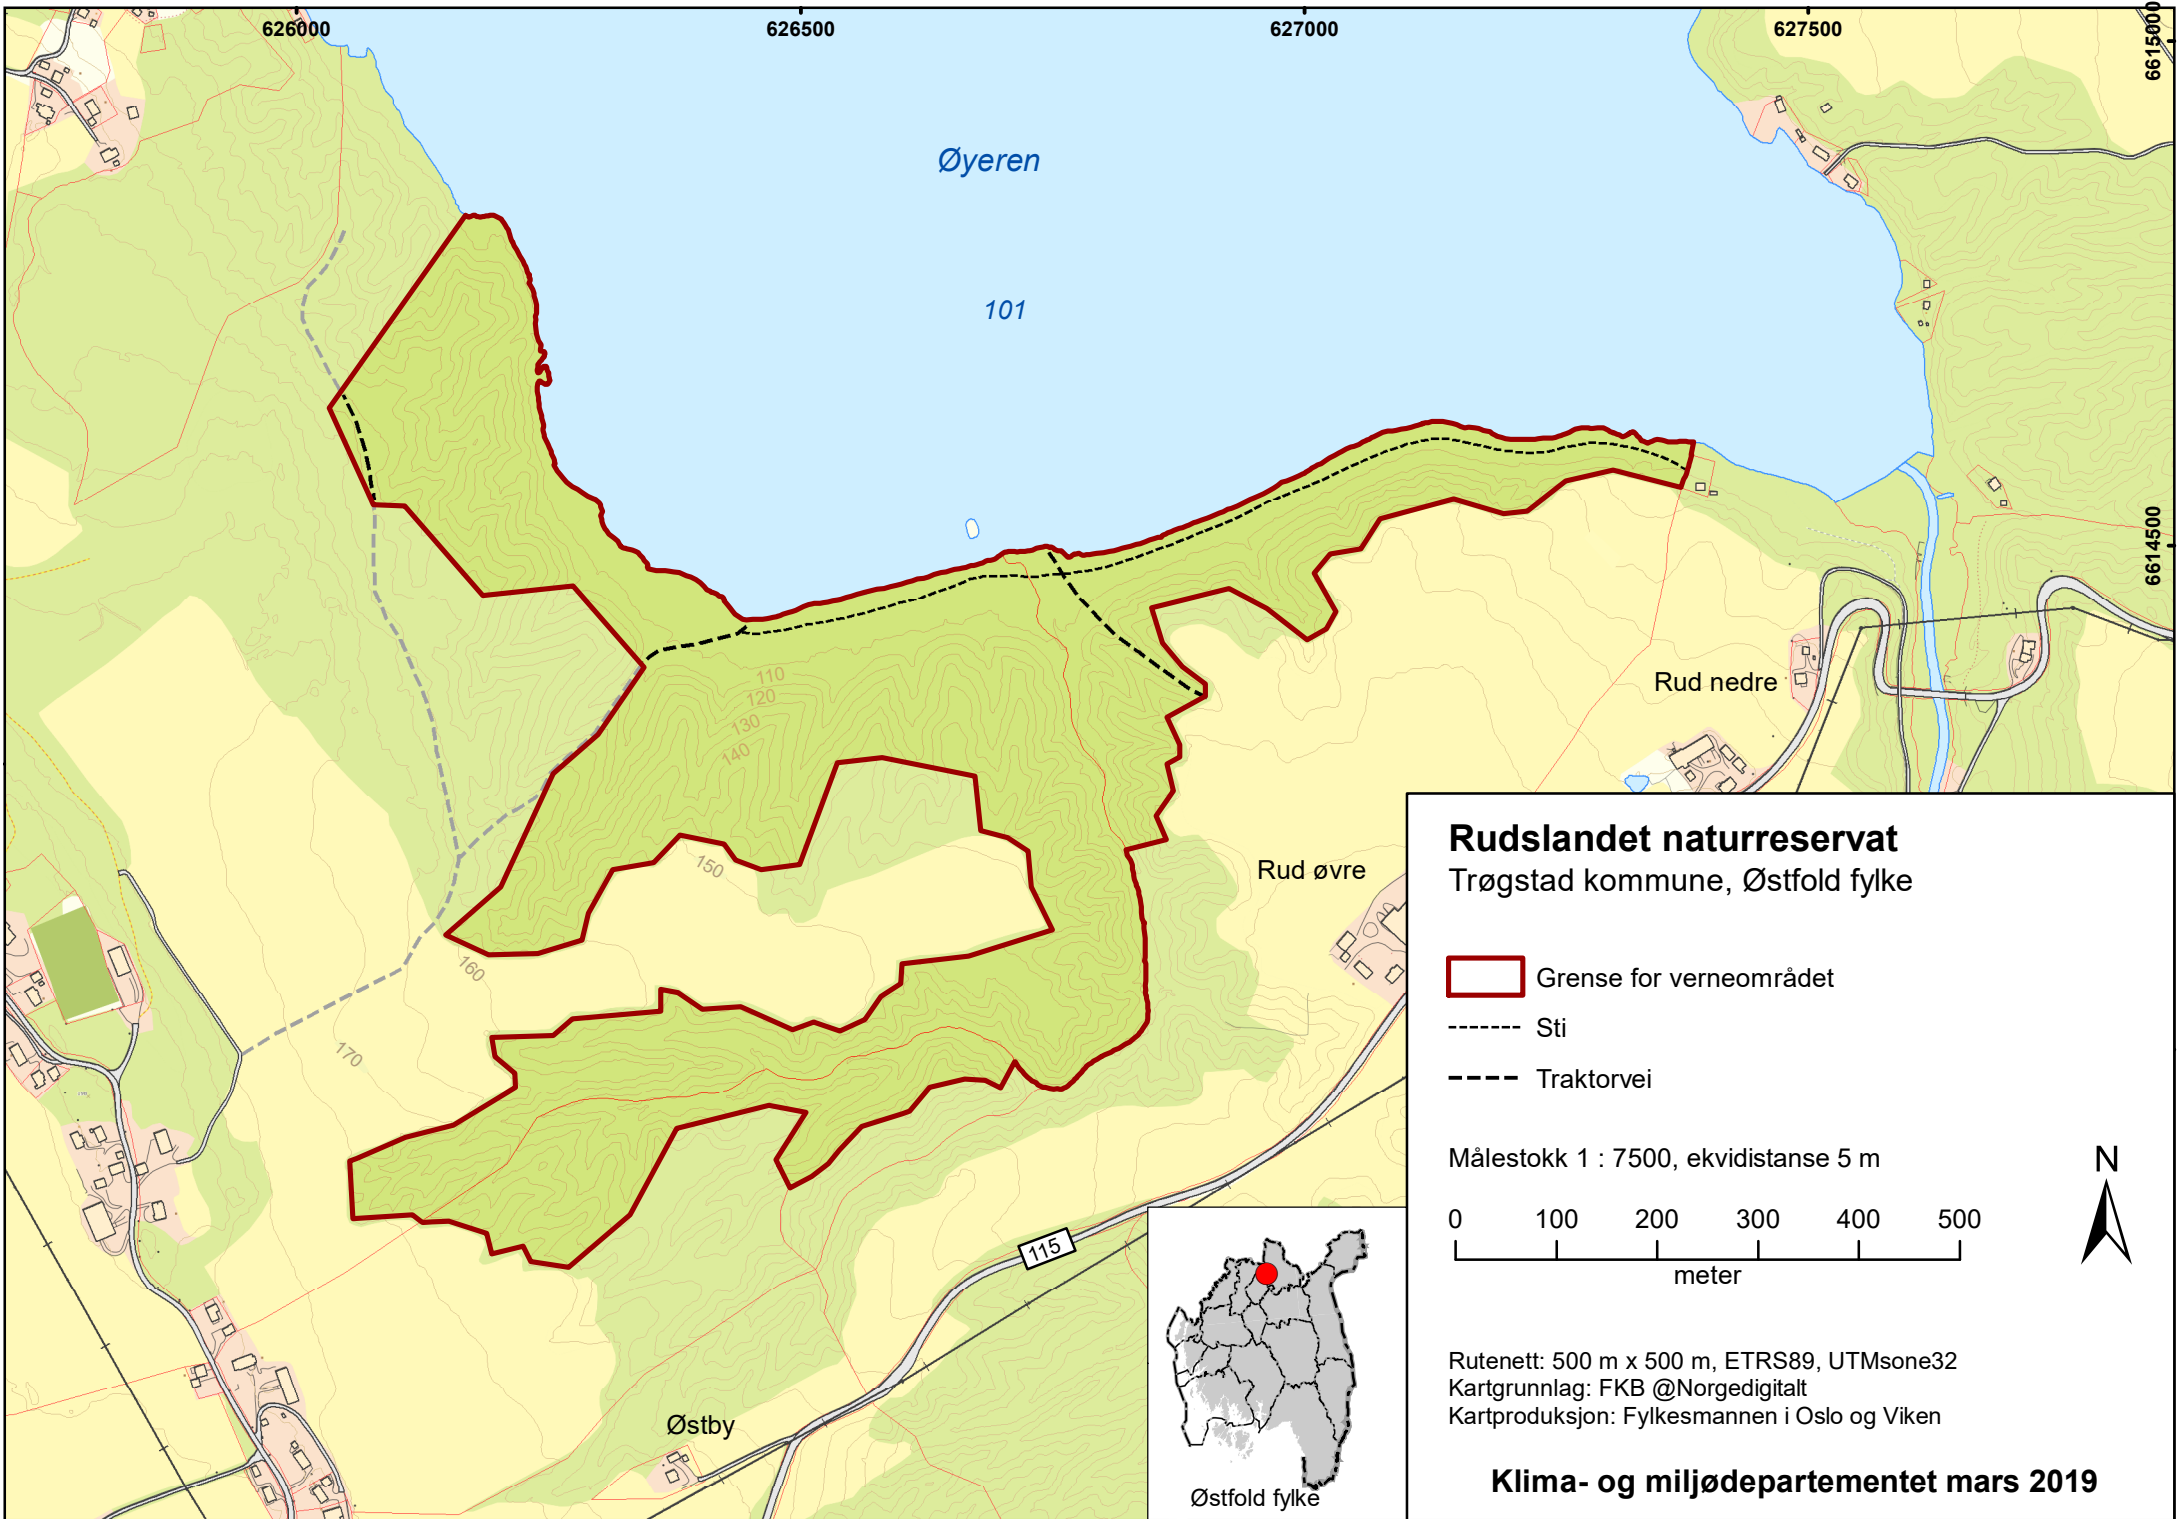 626000
626500
627000
627500
6615000
Øyeren
101
6614500
110
120
130
140
150
160
170
Rud nedre
Rud øvre
115
Østby
Østfold fylke
Rudslandet naturreservat
Trøgstad kommune, Østfold fylke
Grense for verneområdet
Sti
Traktorvei
Målestokk 1 : 7500, ekvidistanse 5 m
N
0 100 200 300 400 500
meter
Rutenett: 500 m x 500 m, ETRS89, UTMsone32
Kartgrunnlag: FKB @Norgedigitalt
Kartproduksjon: Fylkesmannen i Oslo og Viken
Klima- og miljødepartementet mars 2019